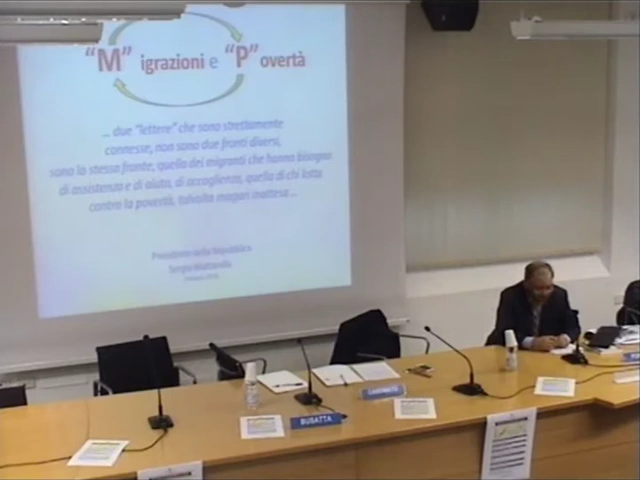 “M” igrazioni e “P” overtà
... due “lettere” che sono strettamente
connesse, non sono due fronti diversi,
sono lo stesso fronte, quello dei migranti che hanno bisogno
di assistenza e di aiuto, di accoglienza, quello di chi lotta
contro la povertà, talvolta magari inattesa ...
Presidente della Repubblica
Sergio Mattarella
BUSATTA